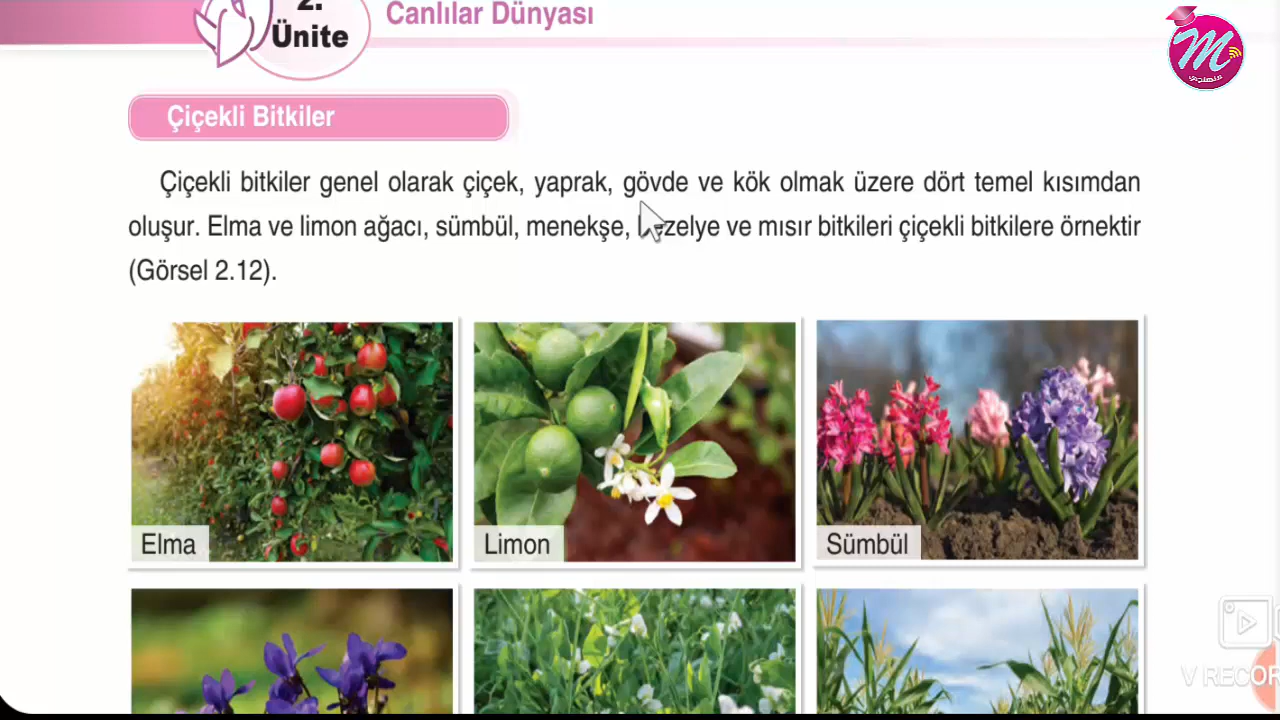 2.
Ünite
Canlılar Dünyası
Çiçekli Bitkiler
Çiçekli bitkiler genel olarak çiçek, yaprak, gövde ve kök olmak üzere dört temel kısımdan
oluşur. Elma ve limon ağacı, sümbül, menekşe, bezelye ve mısır bitkileri çiçekli bitkilere örnektir
(Görsel 2.12).
Elma
Limon
Sümbül
V RECOR